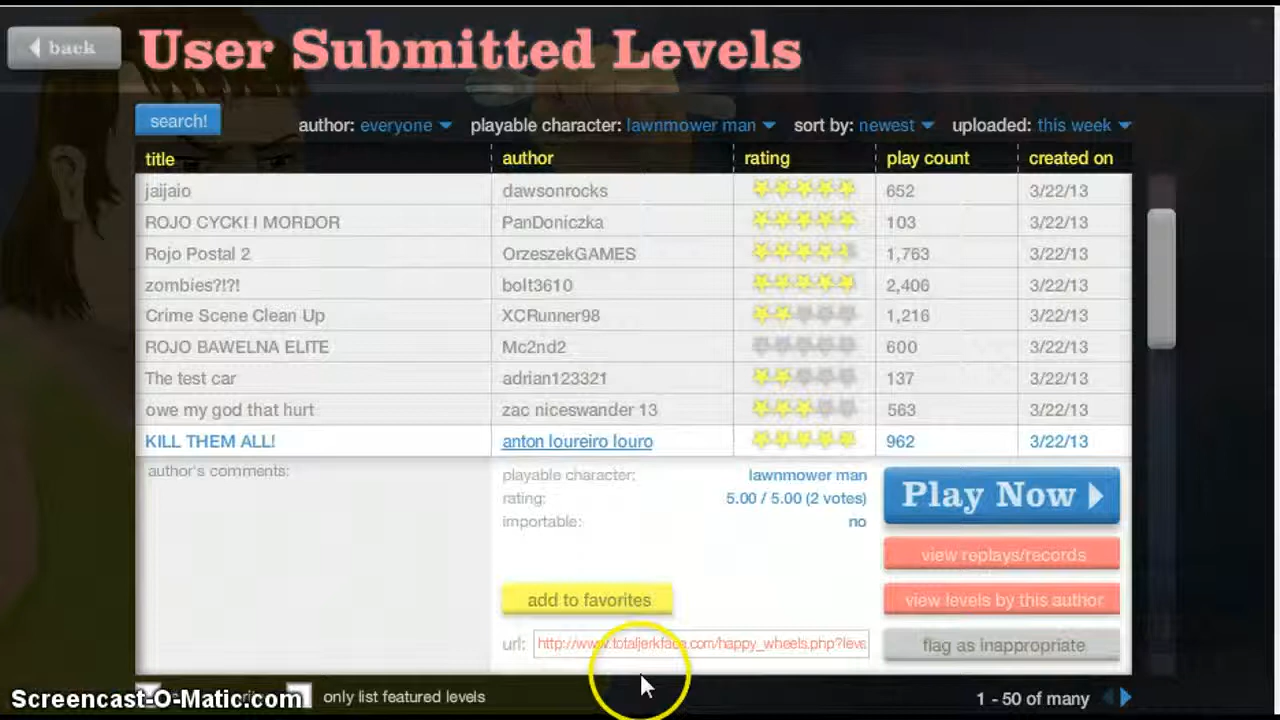 back
User Submitted Levels
search!
author: everyone playable character: lawnmower man sort by: newest uploaded: this week
title author rating play count created on
jaijaio dawsonrocks 652 3/22/13
ROJO CYCKI I MORDOR PanDoniczka 103 3/22/13
Rojo Postal 2 OrzeszekGAMES 1,763 3/22/13
zombies?!?! bolt3610 2,406 3/22/13
Crime Scene Clean Up XCRunner98 1,216 3/22/13
ROJO BAWELNA ELITE Mc2nd2 600 3/22/13
The test car adrian123321 137 3/22/13
owe my god that hurt zac niceswander 13 563 3/22/13
KILL THEM ALL! anton loureiro louro 962 3/22/13
author's comments:
playable character: lawnmower man
rating: 5.00 / 5.00 (2 votes)
importable: no
Play Now
view replays/records
add to favorites
view levels by this author
url: http://www.totaljerkface.com/happy_wheels.php?leve
flag as inappropriate
only list featured levels
1 - 50 of many
Screencast-O-Matic.com